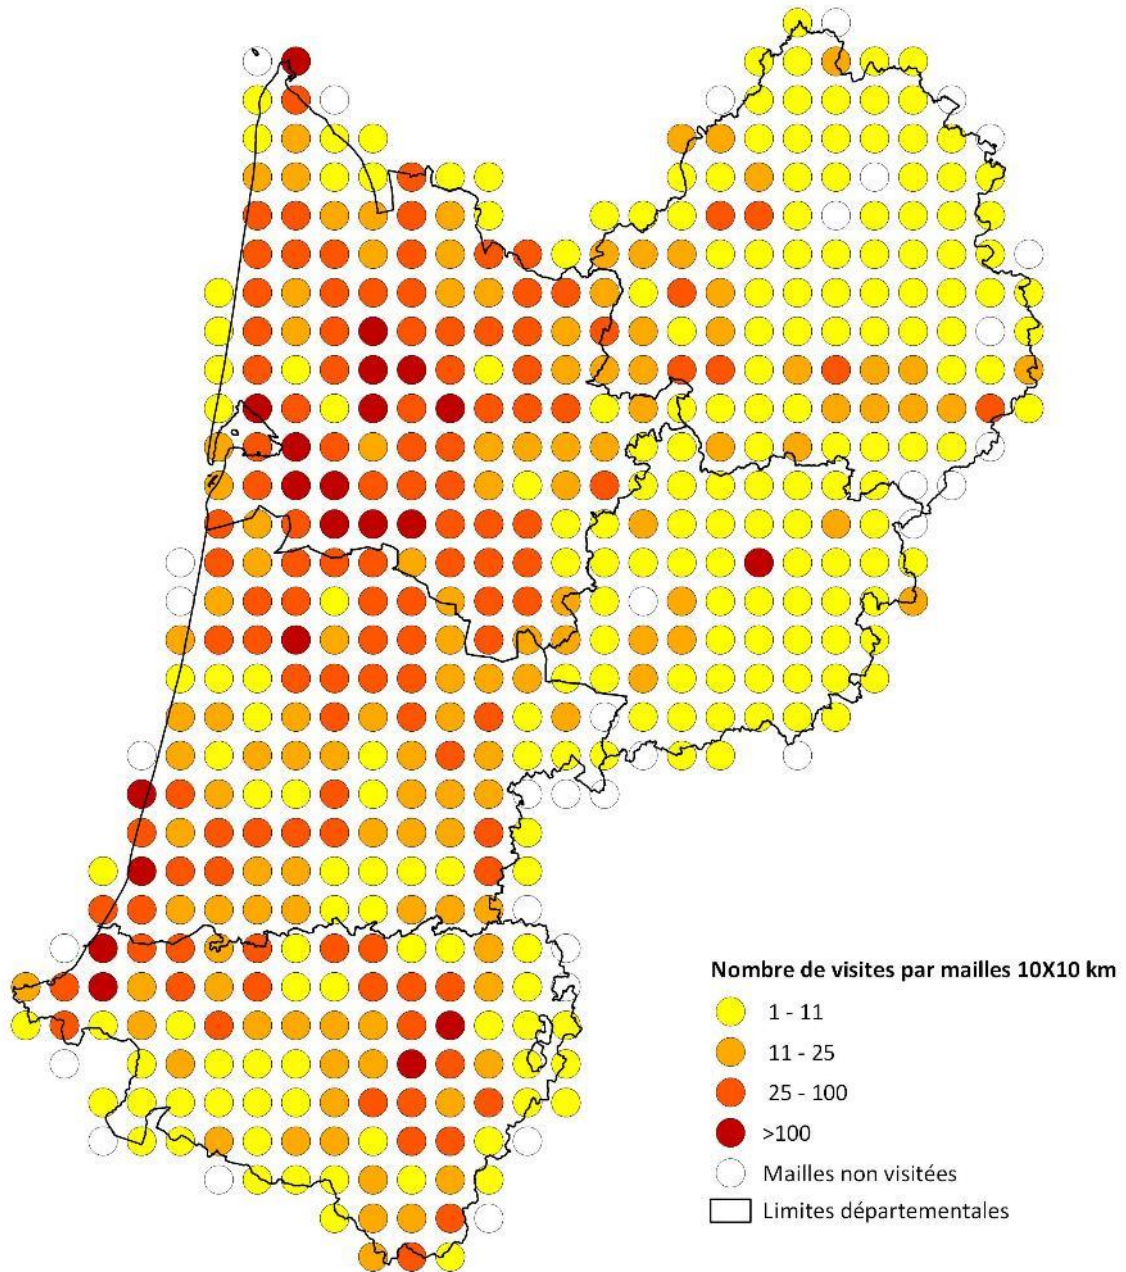 Nombre de visites par mailles 10X10 km
1 - 11
11 - 25
25 - 100
>100
Mailles non visitées
Limites départementales